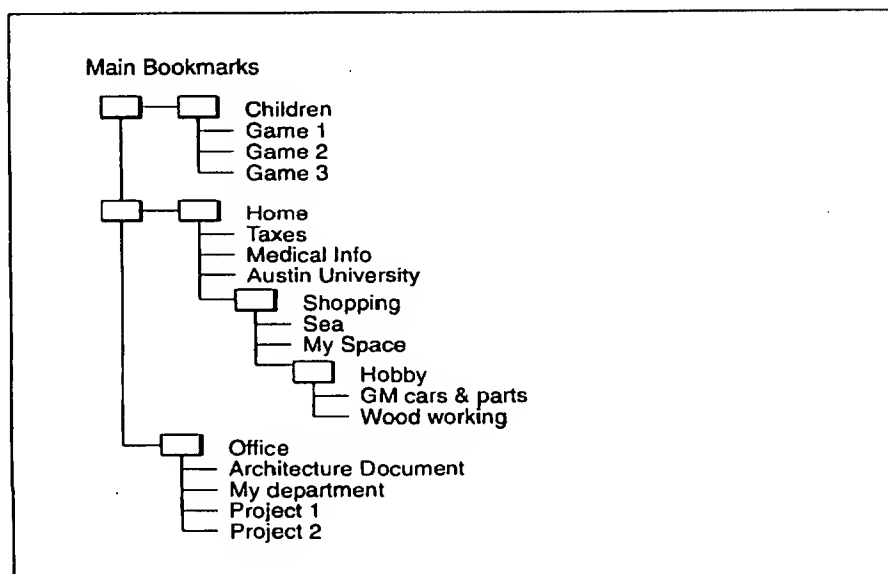 Main Bookmarks
Children
Game 1
Game 2
Game 3
Home
Taxes
Medical Info
Austin University
Shopping
Sea
My Space
Hobby
GM cars & parts
Wood working
Office
Architecture Document
My department
Project 1
Project 2